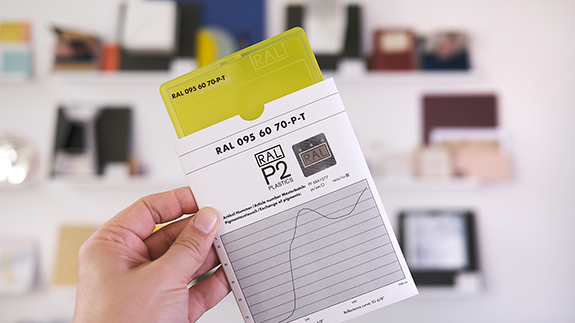 RAL
RAL 095 60 70-P-T
RAL 095 60 70-P-T
RAL
P2
PLASTICS
RAL
Artikel-Nummer/Article number Masterbatch:
Pigmentaustausch/Exchange of pigments:
Reflectance curve: